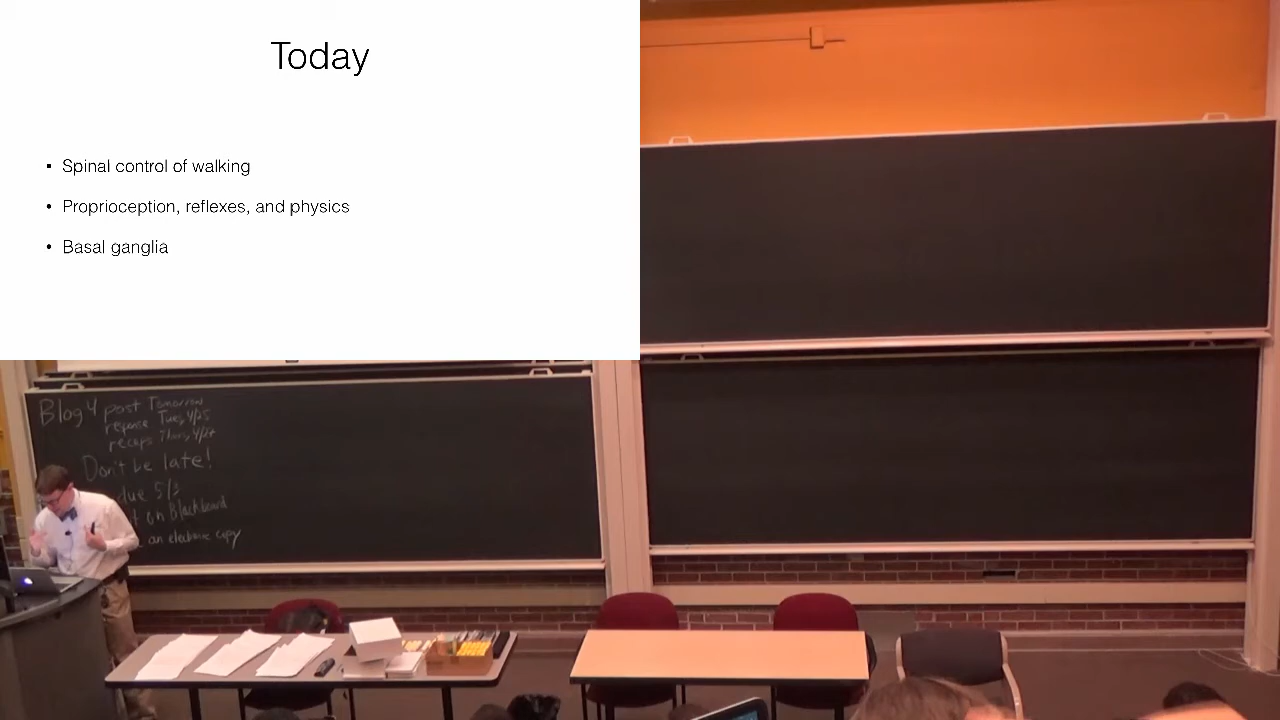 Today
• Spinal control of walking
• Proprioception, reflexes, and physics
• Basal ganglia
Blog 4 post Tomorrow
response Tues, 4/25
recaps Thurs, 4/27
Don't be late!
due 5/3
on Blackboard
an electronic copy